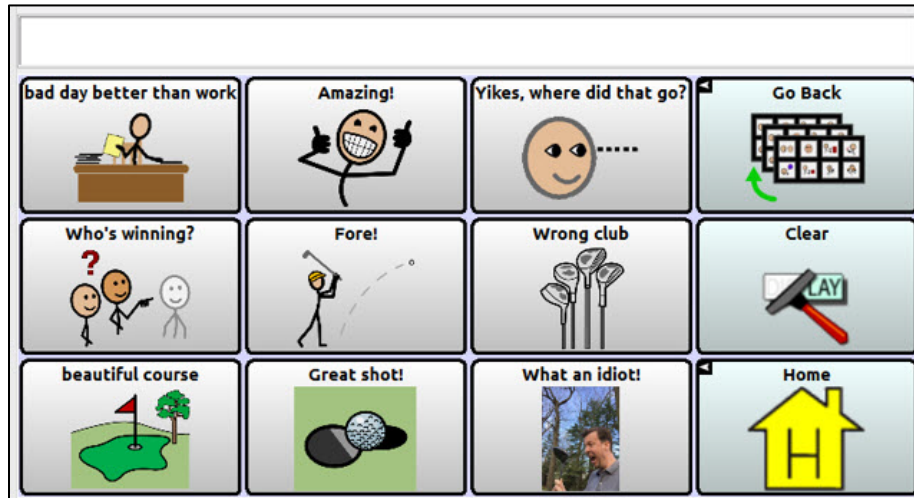 bad day better than work
Amazing!
Yikes, where did that go?
Go Back
Who's winning?
Fore!
Wrong club
Clear
LAY
beautiful course
Great shot!
What an idiot!
Home
H